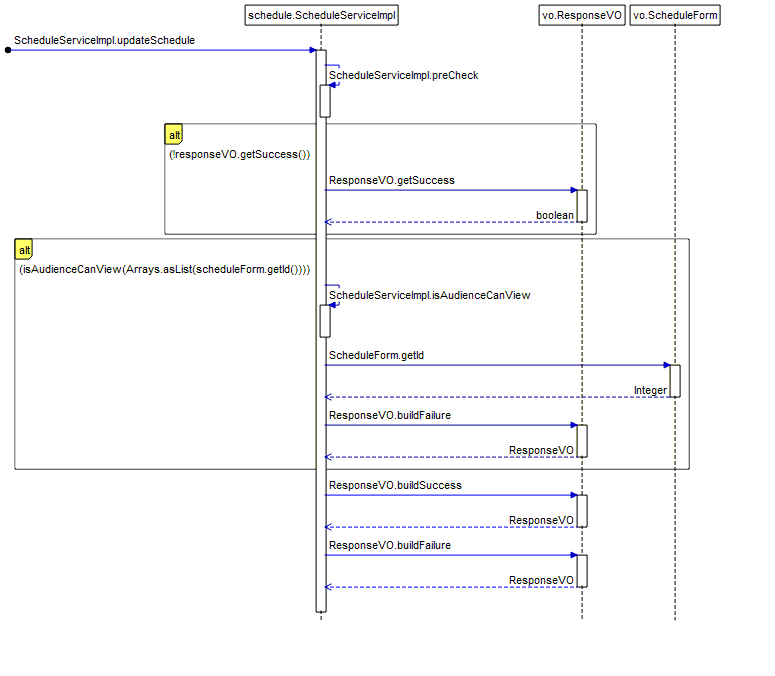 schedule.ScheduleServiceImpl
vo.ResponseVO
vo.ScheduleForm
ScheduleServiceImpl.updateSchedule
ScheduleServiceImpl.preCheck
alt
(!responseVO.getSuccess())
ResponseVO.getSuccess
boolean
alt
(isAudienceCanView(Arrays.asList(scheduleForm.getId())))
ScheduleServiceImpl.isAudienceCanView
ScheduleForm.getId
Integer
ResponseVO.buildFailure
ResponseVO
ResponseVO.buildSuccess
ResponseVO
ResponseVO.buildFailure
ResponseVO